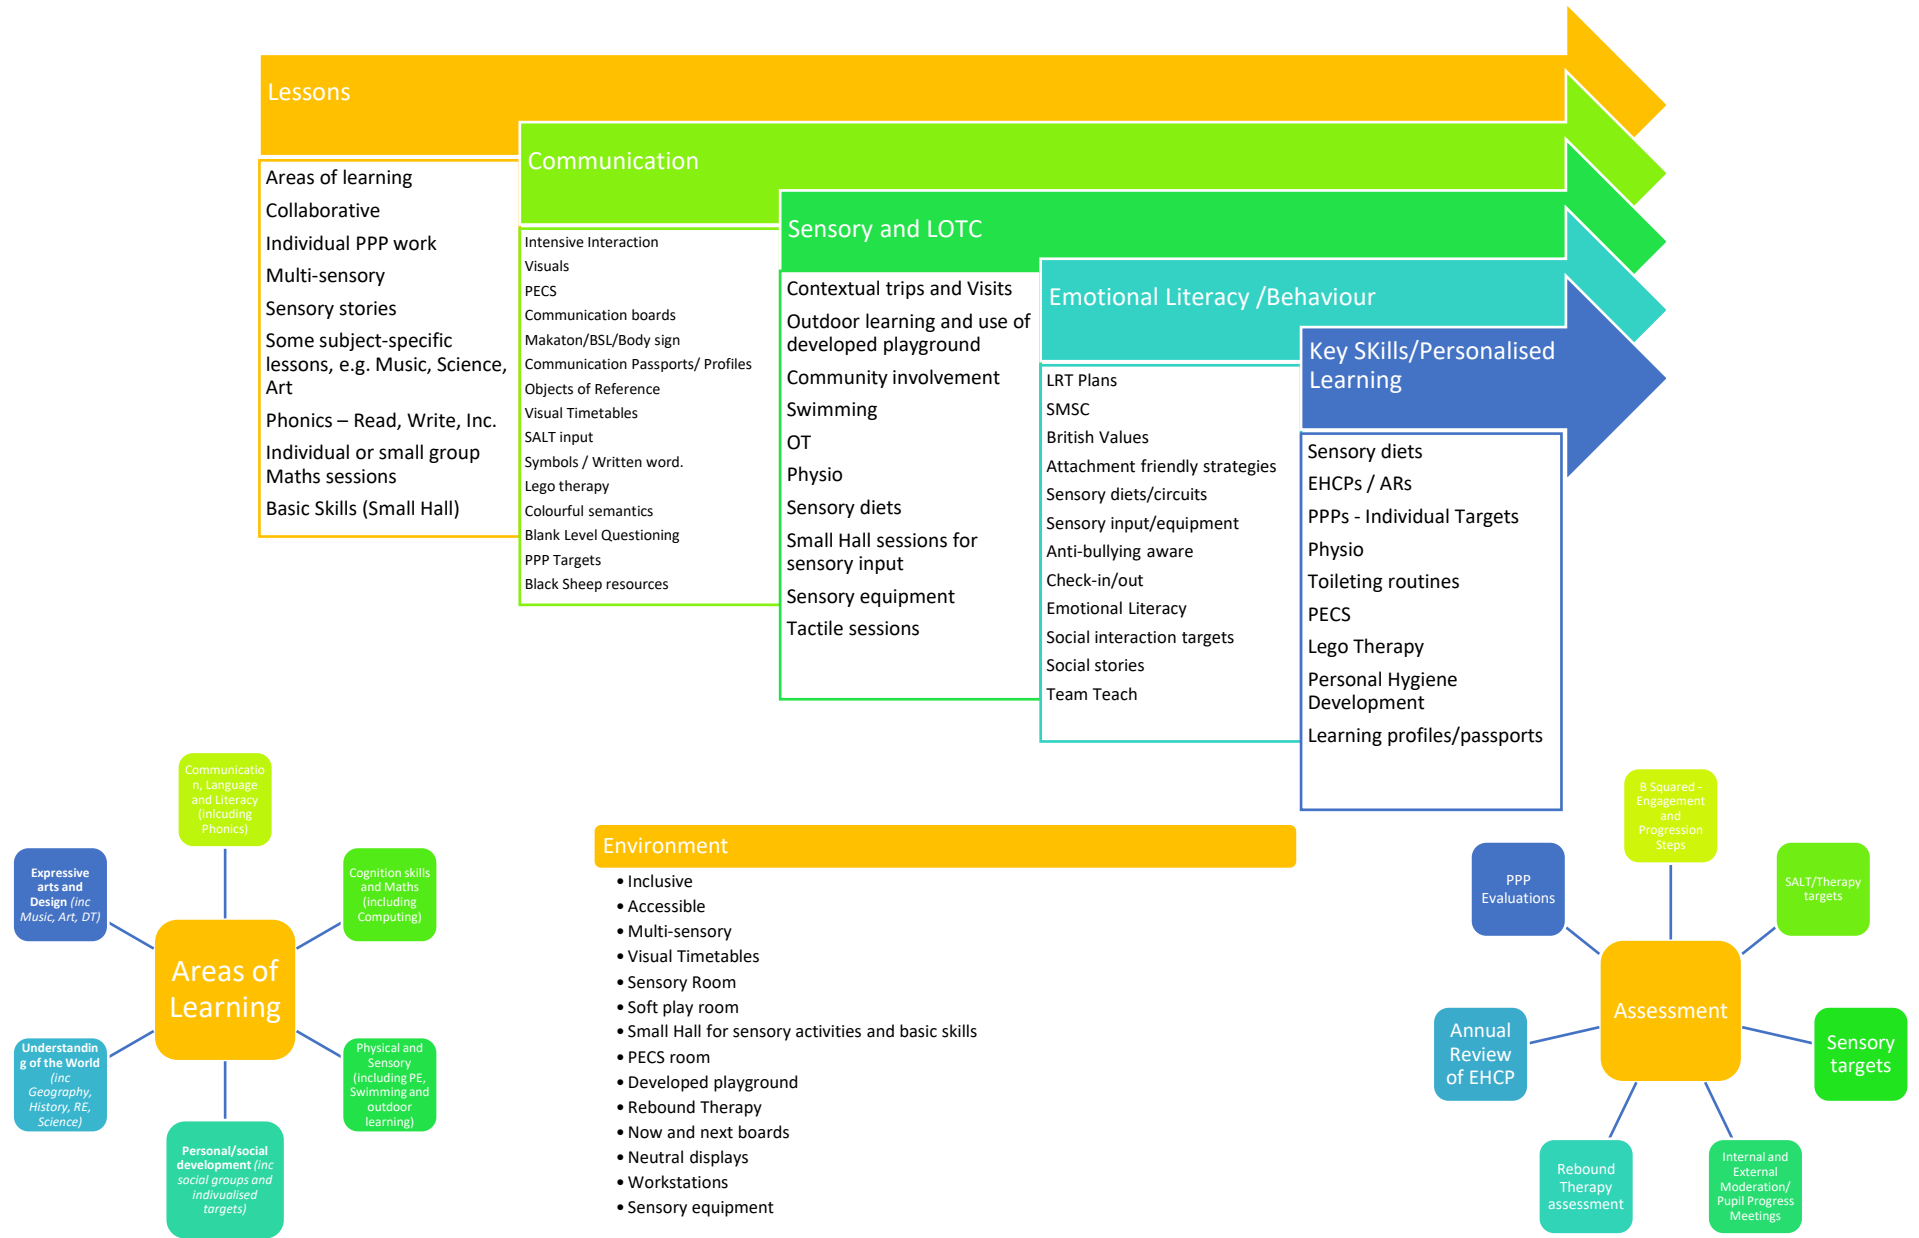 Lessons
Areas of learning
Collaborative
Individual PPP work
Multi-sensory
Sensory stories
Some subject-specific
lessons, e.g. Music, Science,
Art
Phonics – Read, Write, Inc.
Individual or small group
Maths sessions
Basic Skills (Small Hall)
Communication
Intensive Interaction
Visuals
PECS
Communication boards
Makaton/BSL/Body sign
Communication Passports/ Profiles
Objects of Reference
Visual Timetables
SALT input
Symbols / Written word.
Lego therapy
Colourful semantics
Blank Level Questioning
PPP Targets
Black Sheep resources
Sensory and LOTC
Contextual trips and Visits
Outdoor learning and use of
developed playground
Community involvement
Swimming
OT
Physio
Sensory diets
Small Hall sessions for
sensory input
Sensory equipment
Tactile sessions
Emotional Literacy /Behaviour
LRT Plans
SMSC
British Values
Attachment friendly strategies
Sensory diets/circuits
Sensory input/equipment
Anti-bullying aware
Check-in/out
Emotional Literacy
Social interaction targets
Social stories
Team Teach
Key SKills/Personalised
Learning
Sensory diets
EHCPs / ARs
PPPs - Individual Targets
Physio
Toileting routines
PECS
Lego Therapy
Personal Hygiene
Development
Learning profiles/passports
Areas of
Learning
Communicatio
n, Language
and Literacy
(inlcuding
Phonics)
Cognition skills
and Maths
(including
Computing)
Physical and
Sensory
(including PE,
Swimming and
outdoor
learning)
Personal/social
development (inc
social groups and
indivualised
targets)
Understandin
g of the World
(inc
Geography,
History, RE,
Science)
Expressive
arts and
Design (inc
Music, Art, DT)
Environment
• Inclusive
• Accessible
• Multi-sensory
• Visual Timetables
• Sensory Room
• Soft play room
• Small Hall for sensory activities and basic skills
• PECS room
• Developed playground
• Rebound Therapy
• Now and next boards
• Neutral displays
• Workstations
• Sensory equipment
Assessment
B Squared -
Engagement
and
Progression
Steps
SALT/Therapy
targets
Sensory
targets
Internal and
External
Moderation/
Pupil Progress
Meetings
Rebound
Therapy
assessment
Annual
Review
of EHCP
PPP
Evaluations